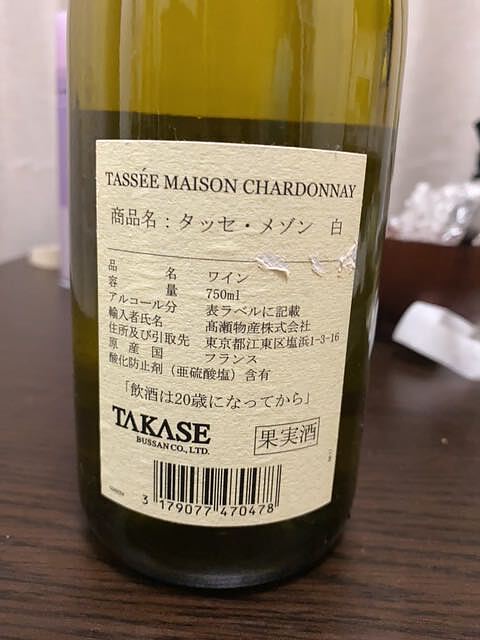 TASSÉE MAISON CHARDONNAY
商品名：タッセ・メゾン 白
品名 ワイン
容量 750ml
アルコール分 表ラベルに記載
輸入者氏名 高瀬物産株式会社
住所及び引取先 東京都江東区塩浜1-3-16
原産国 フランス
酸化防止剤（亜硫酸塩）含有
「飲酒は20歳になってから」
TAKASE
BUSSAN CO., LTD.
果実酒
3 179077 470478